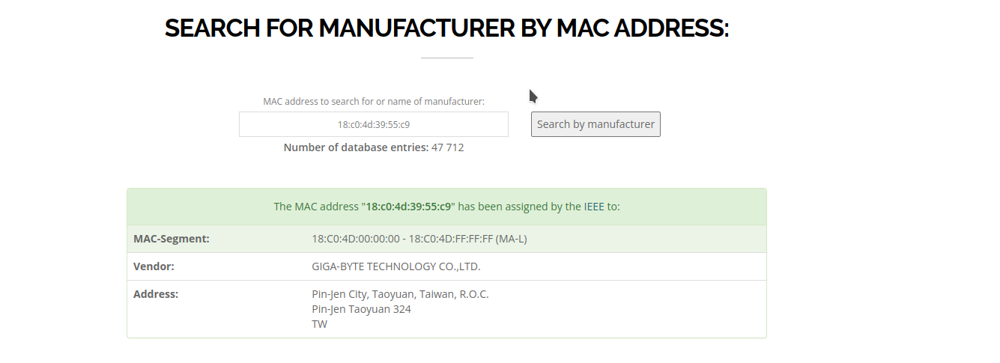 SEARCH FOR MANUFACTURER BY MAC ADDRESS:
MAC address to search for or name of manufacturer:
18:c0:4d:39:55:c9
Search by manufacturer
Number of database entries: 47 712
The MAC address "18:c0:4d:39:55:c9" has been assigned by the IEEE to:
MAC-Segment: 18:C0:4D:00:00:00 - 18:C0:4D:FF:FF:FF (MA-L)
Vendor: GIGA-BYTE TECHNOLOGY CO.,LTD.
Address: Pin-Jen City, Taoyuan, Taiwan, R.O.C.
Pin-Jen Taoyuan 324
TW